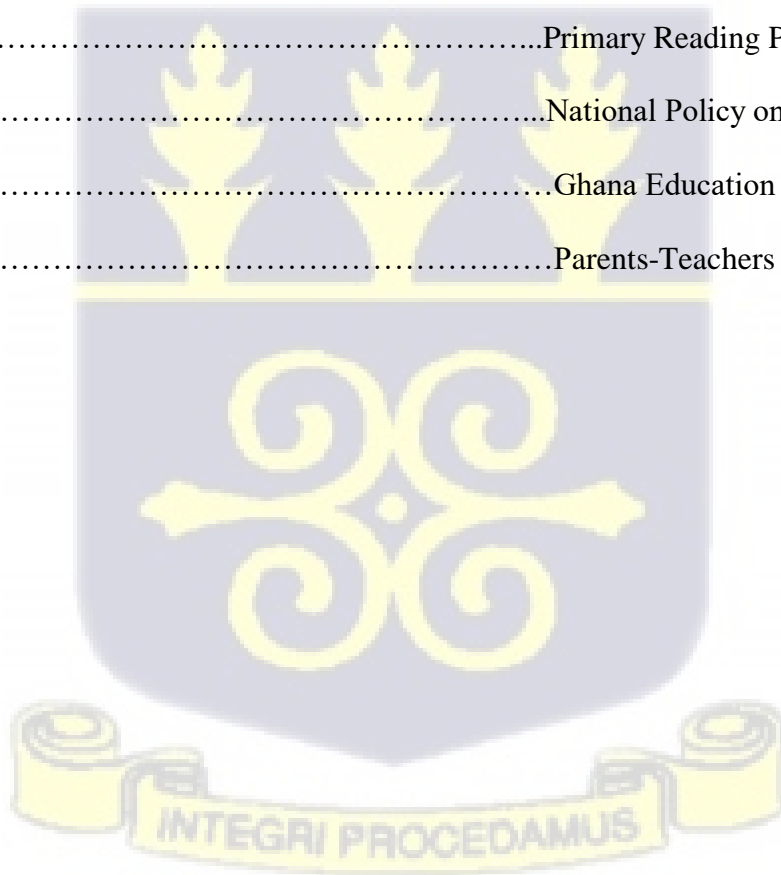 ……………………………………………...Primary Reading P
……………………………………………...National Policy on
………………………………………………Ghana Education
………………………………………………Parents-Teachers
INTEGRI PROCEDAMUS